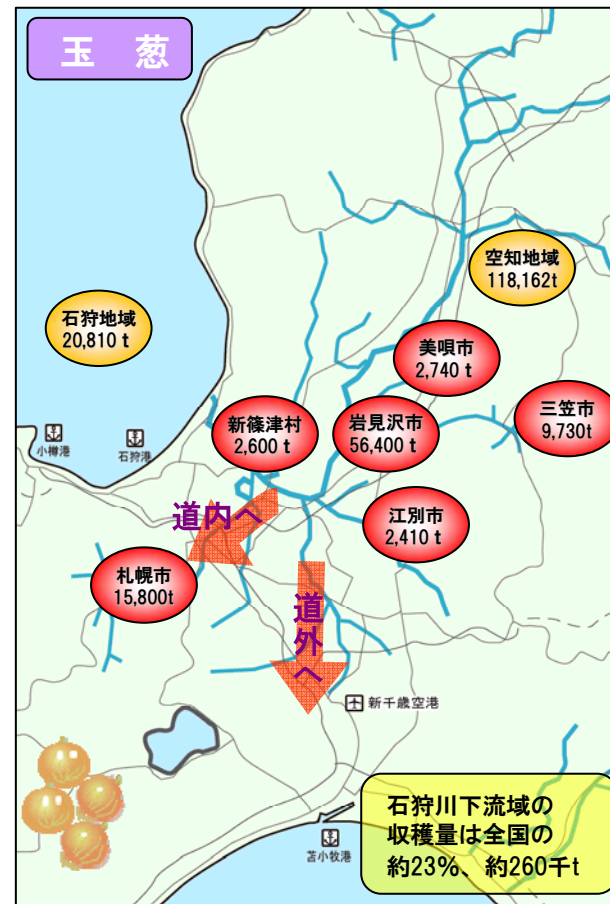 玉 葱
空知地域
118,162t
石狩地域
20,810 t
美唄市
2,740 t
三笠市
9,730t
新篠津村
2,600 t
岩見沢市
56,400 t
小樽港
石狩港
道内へ
江別市
2,410 t
札幌市
15,800t
道外へ
新千歳空港
石狩川下流域の
収穫量は全国の
約23%、約260千t
苫小牧港